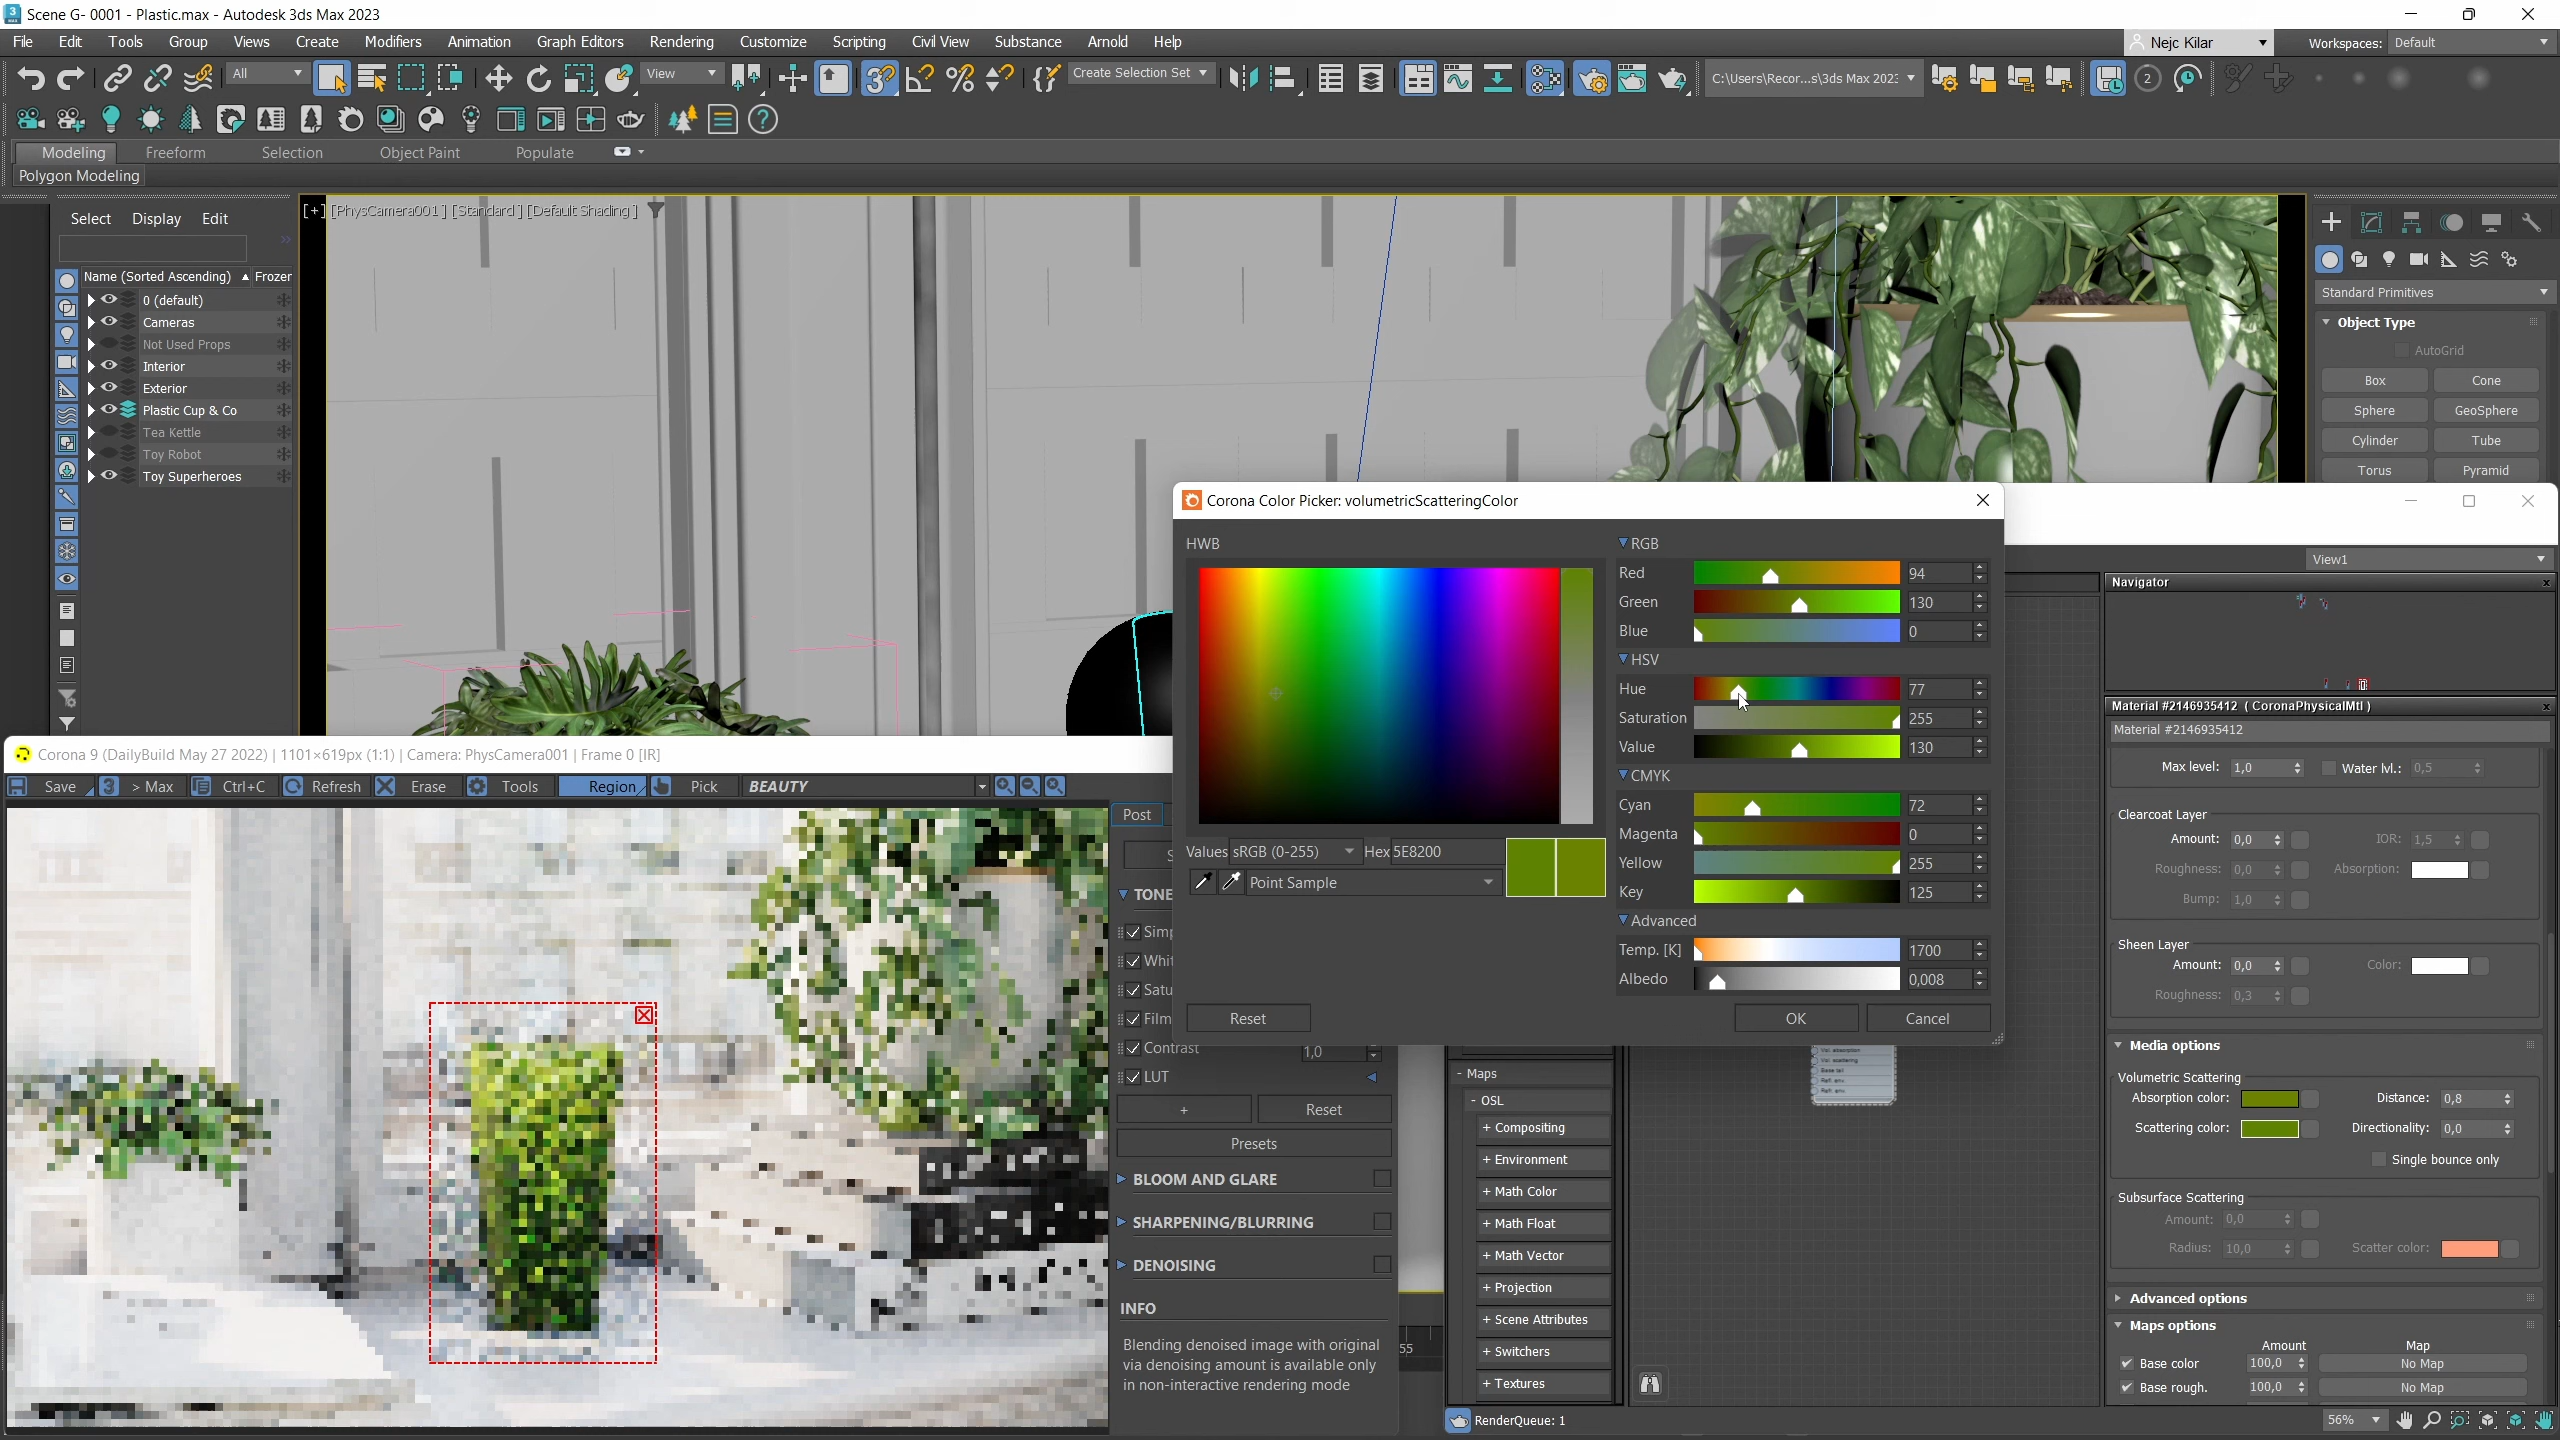 Scene G- 0001 - Plastic.max - Autodesk 3ds Max 2023
File Edit Tools Group Views Create Modifiers Animation Graph Editors Rendering Customize Scripting Civil View Substance Arnold Help
Nejc Kilar Workspaces: Default
All View Create Selection Set C:\Users\Recor...s\3ds Max 202
Modeling Freeform Selection Object Paint Populate
Polygon Modeling
Select Display Edit
Name (Sorted Ascending) Frozen
0 (default)
Cameras
Not Used Props
Interior
Exterior
Plastic Cup & Co
Tea Kettle
Toy Robot
Toy Superheroes
[+] [PhysCamera001] [Standard] [Default Shading]
Standard Primitives
Object Type
AutoGrid
Box Cone
Sphere GeoSphere
Cylinder Tube
Torus Pyramid
Corona Color Picker: volumetricScatteringColor
HWB
RGB
Red 94
Green 130
Blue 0
HSV
Hue 77
Saturation 255
Value 130
CMYK
Cyan 72
Magenta 0
Yellow 255
Key 125
Advanced
Temp. [K] 1700
Albedo 0,008
Values sRGB (0-255) Hex 5E8200
Point Sample
Reset OK Cancel
View1
Navigator
Material #2146935412 ( CoronaPhysicalMtl )
Material #2146935412
Max level: 1,0 Water lvl.: 0,5
Clearcoat Layer
Amount: 0,0 IOR: 1,5
Roughness: 0,0 Absorption:
Bump: 1,0
Sheen Layer
Amount: 0,0 Color:
Roughness: 0,3
Media options
Volumetric Scattering
Absorption color: Distance: 0,8
Scattering color: Directionality: 0,0
Single bounce only
Subsurface Scattering
Amount: 0,0
Radius: 10,0 Scatter color:
Advanced options
Maps options
Amount Map
Base color 100,0 No Map
Base rough. 100,0 No Map
56%
Corona 9 (DailyBuild May 27 2022) | 1101×619px (1:1) | Camera: PhysCamera001 | Frame 0 [IR]
Save > Max Ctrl+C Refresh Erase Tools Region Pick BEAUTY
Post
TONE
Simp
Whit
Satu
Film
Contrast 1,0
LUT
+ Reset
Presets
BLOOM AND GLARE
SHARPENING/BLURRING
DENOISING
INFO
Blending denoised image with original
via denoising amount is available only
in non-interactive rendering mode
55
- Maps
- OSL
+ Compositing
+ Environment
+ Math Color
+ Math Float
+ Math Vector
+ Projection
+ Scene Attributes
+ Switchers
+ Textures
Vol. absorption
Vol. scattering
RenderQueue: 1